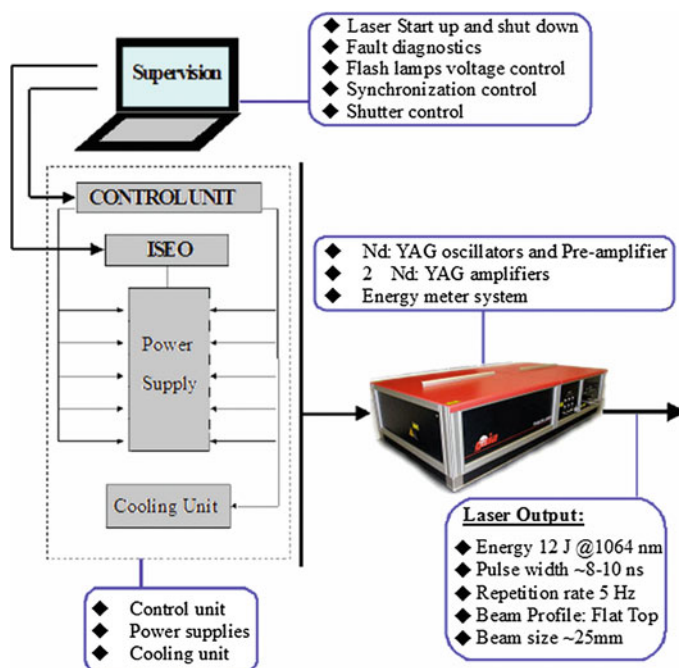 Supervision
◆ Laser Start up and shut down
◆ Fault diagnostics
◆ Flash lamps voltage control
◆ Synchronization control
◆ Shutter control
CONTROL UNIT
ISEO
Power
Supply
Cooling Unit
◆ Control unit
◆ Power supplies
◆ Cooling unit
◆ Nd: YAG oscillators and Pre-amplifier
◆ 2 Nd: YAG amplifiers
◆ Energy meter system
Laser Output:
◆ Energy 12 J @1064 nm
◆ Pulse width ~8-10 ns
◆ Repetition rate 5 Hz
◆ Beam Profile: Flat Top
◆ Beam size ~25mm